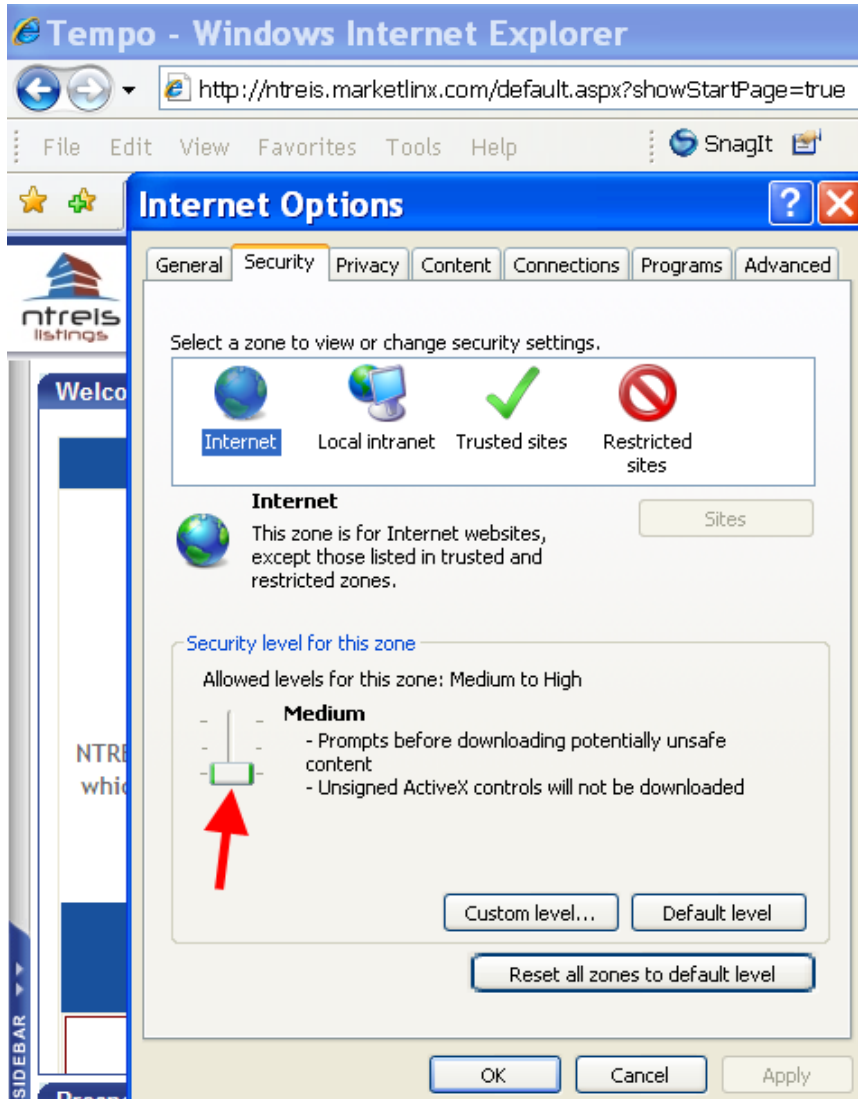 Tempo - Windows Internet Explorer
http://ntreis.marketlinx.com/default.aspx?showStartPage=true
File Edit View Favorites Tools Help SnagIt
Internet Options
General Security Privacy Content Connections Programs Advanced
ntreis
listings
Select a zone to view or change security settings.
Welco
Internet Local intranet Trusted sites Restricted
sites
Internet
Sites
This zone is for Internet websites,
except those listed in trusted and
restricted zones.
Security level for this zone
Allowed levels for this zone: Medium to High
Medium
- Prompts before downloading potentially unsafe
content
- Unsigned ActiveX controls will not be downloaded
NTRE
whic
Custom level... Default level
Reset all zones to default level
SIDEBAR
OK Cancel Apply